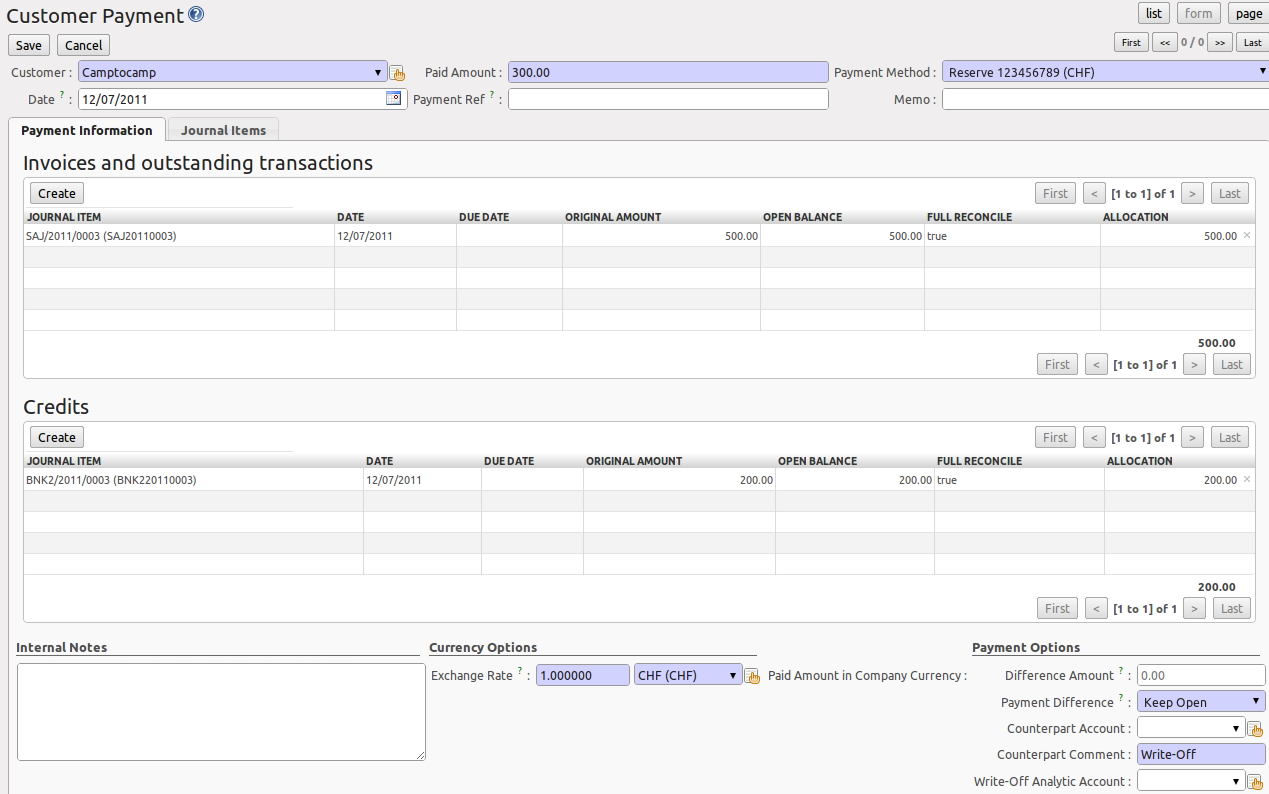 Customer Payment ?
list form page
Save Cancel
First << 0 / 0 >> Last
Customer : Camptocamp Paid Amount : 300.00 Payment Method : Reserve 123456789 (CHF)
Date ? : 12/07/2011 Payment Ref ? : Memo :
Payment Information Journal Items
Invoices and outstanding transactions
Create First < [1 to 1] of 1 > Last
JOURNAL ITEM DATE DUE DATE ORIGINAL AMOUNT OPEN BALANCE FULL RECONCILE ALLOCATION
SAJ/2011/0003 (SAJ20110003) 12/07/2011 500.00 500.00 true 500.00 ×
500.00
First < [1 to 1] of 1 > Last
Credits
Create First < [1 to 1] of 1 > Last
JOURNAL ITEM DATE DUE DATE ORIGINAL AMOUNT OPEN BALANCE FULL RECONCILE ALLOCATION
BNK2/2011/0003 (BNK220110003) 12/07/2011 200.00 200.00 true 200.00 ×
200.00
First < [1 to 1] of 1 > Last
Internal Notes Currency Options Payment Options
Exchange Rate ? : 1.000000 CHF (CHF) Paid Amount in Company Currency : Difference Amount ? : 0.00
Payment Difference ? : Keep Open
Counterpart Account :
Counterpart Comment : Write-Off
Write-Off Analytic Account :